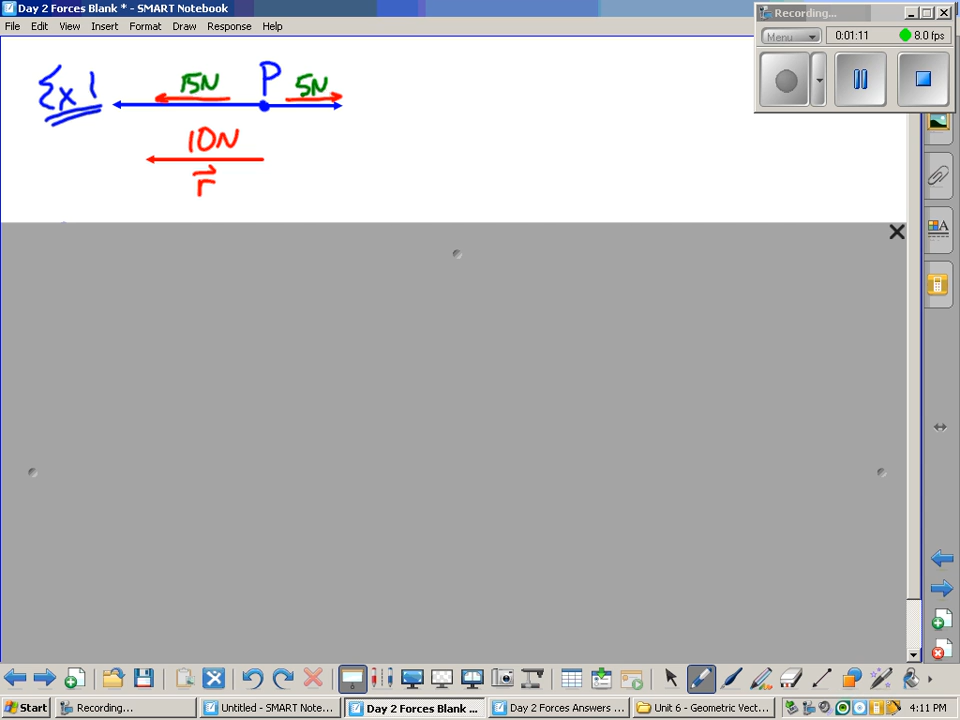 Day 2 Forces Blank * - SMART Notebook
File Edit View Insert Format Draw Response Help
Recording...
Menu 0:01:11 8.0 fps
Ex 1 15N P 5N
10N
r⃗
Start Recording... Untitled - SMART Note... Day 2 Forces Blank ... Day 2 Forces Answers ... Unit 6 - Geometric Vect... 4:11 PM